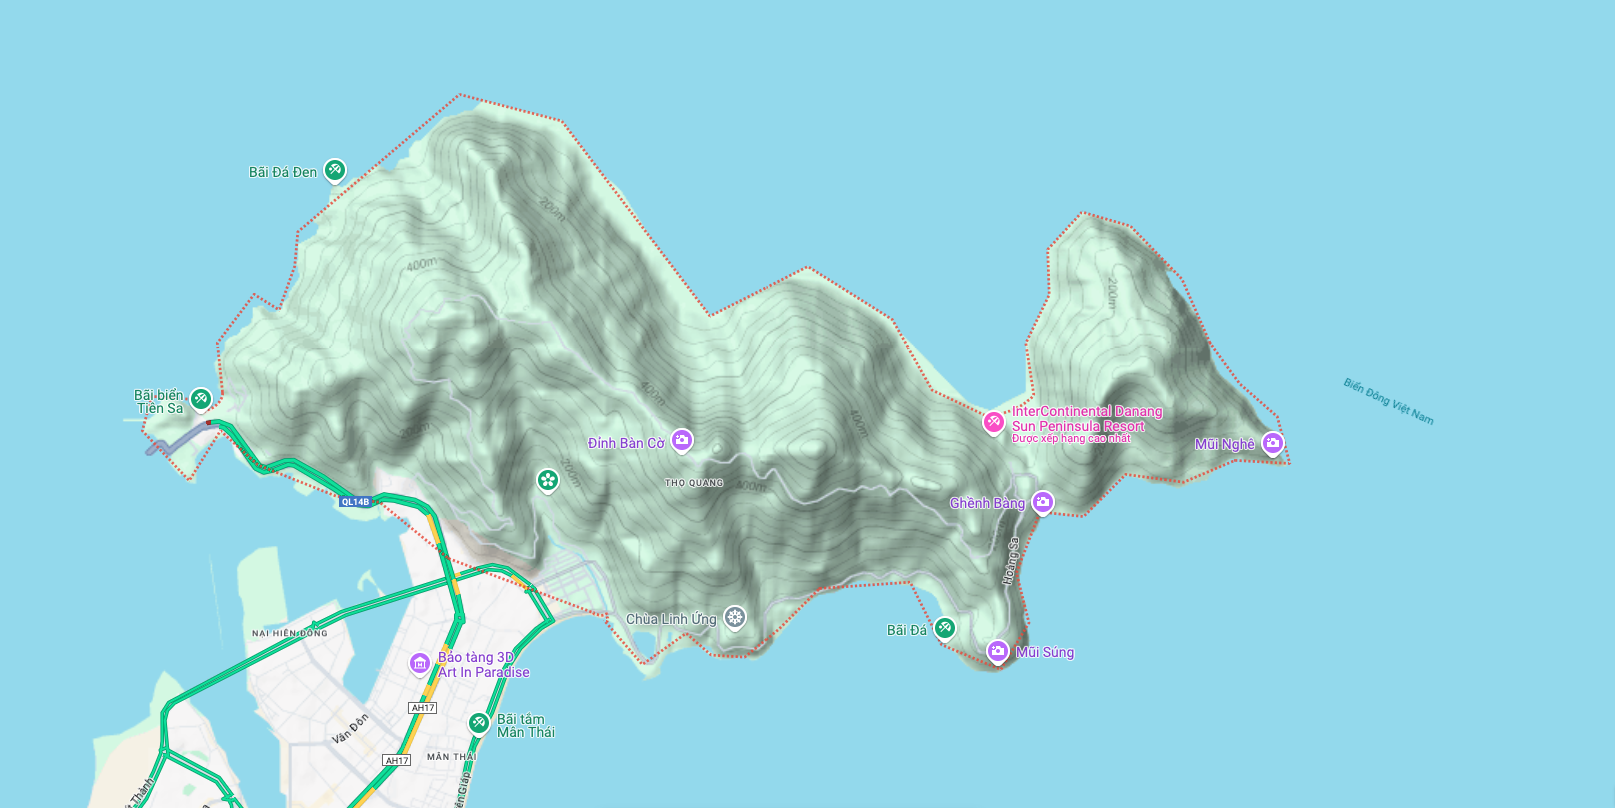 Bãi Đá Đen
200m
400m
200m
Biển Đông Việt Nam
400m
Bãi biển
Tiên Sa
InterContinental Danang
Sun Peninsula Resort
Được xếp hạng cao nhất
400m
Đỉnh Bàn Cờ
Mũi Nghê
200m
THỌ QUANG
400m
QL14B
Ghềnh Bàng
Hoàng Sa
Chùa Linh Ứng
Bãi Đá
NẠI HIÊN ĐÔNG
Mũi Súng
Bảo tàng 3D
Art In Paradise
AH17
Vân Đồn
Bãi tắm
Mân Thái
AH17
MÂN THÁI